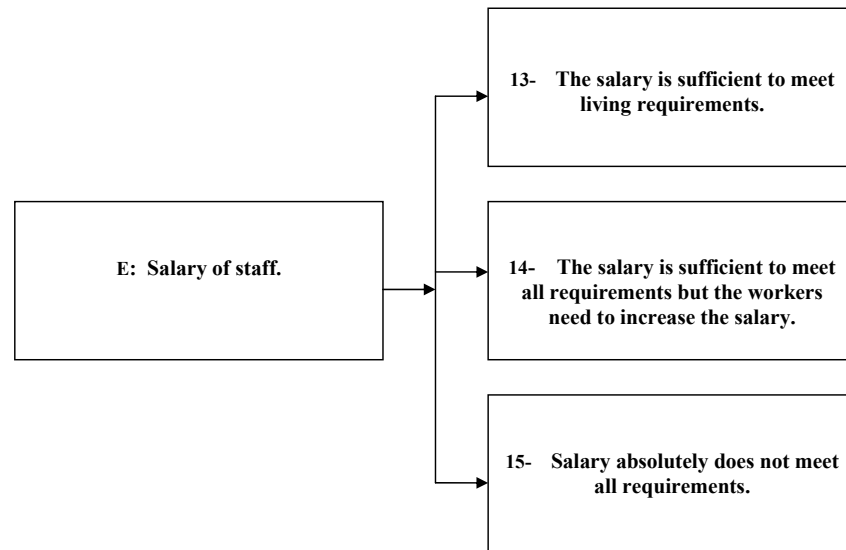 13- The salary is sufficient to meet
living requirements.
E: Salary of staff.
14- The salary is sufficient to meet
all requirements but the workers
need to increase the salary.
15- Salary absolutely does not meet
all requirements.